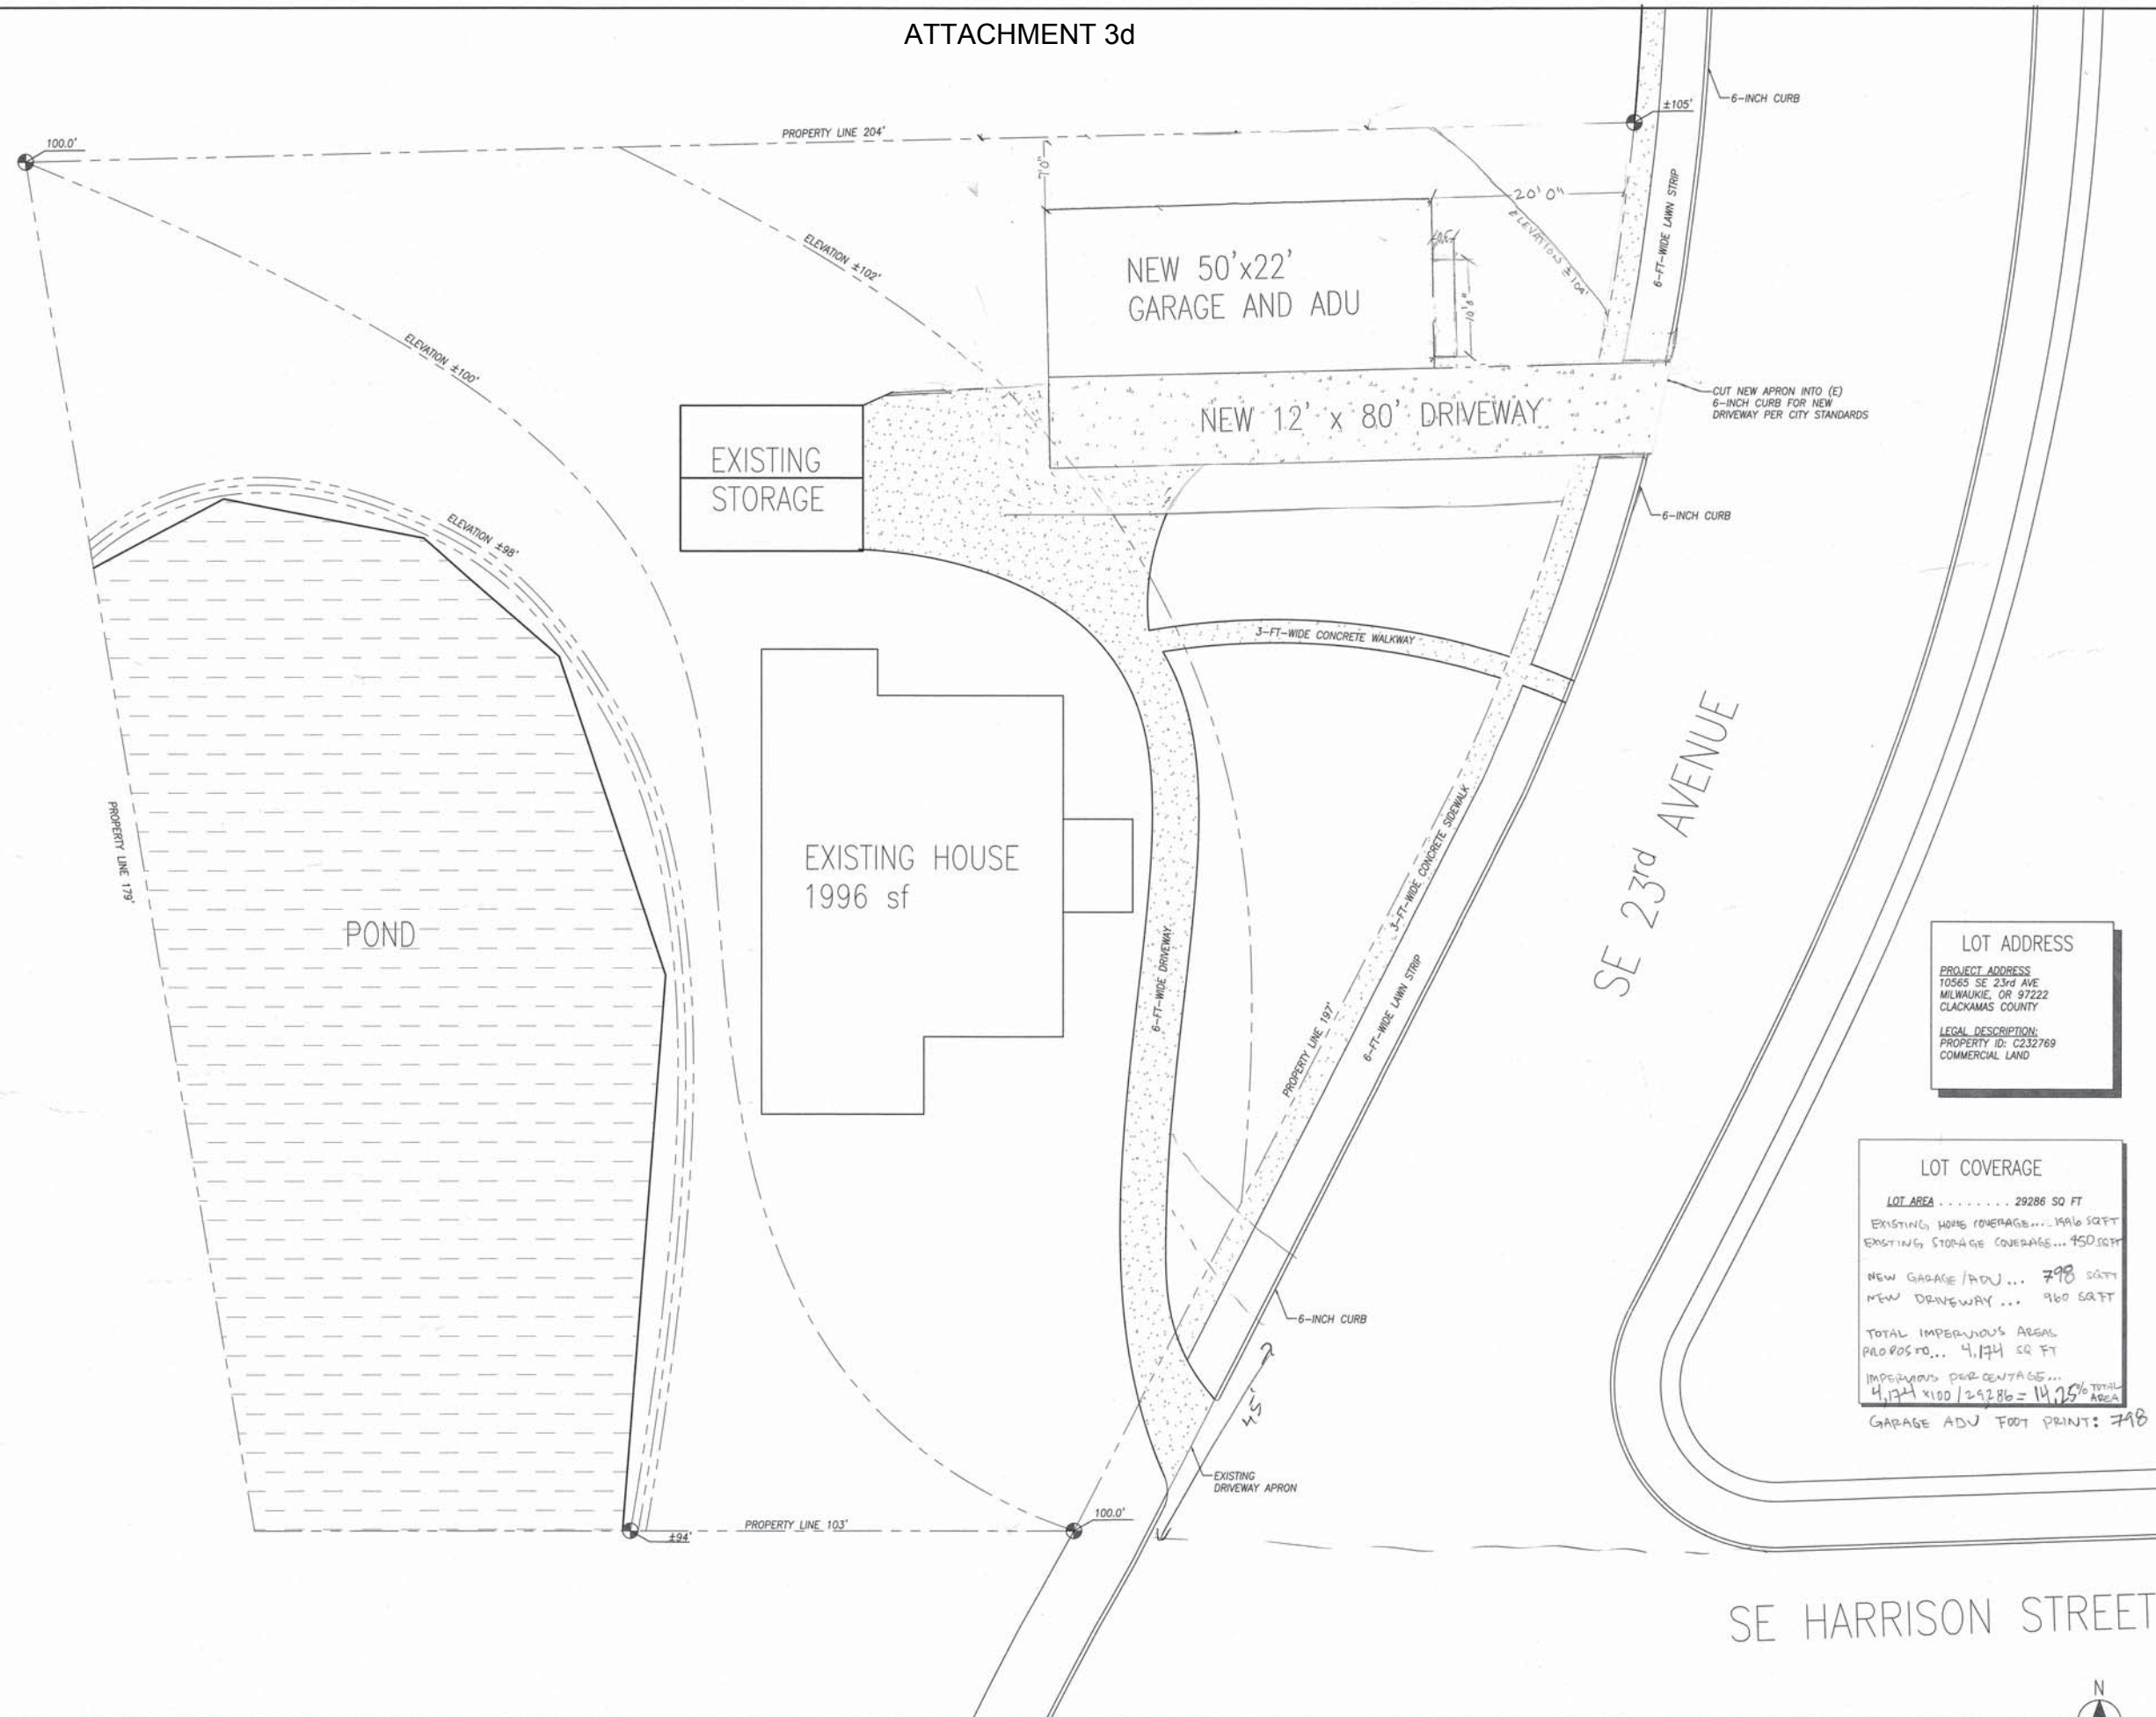 ATTACHMENT 3d
100.0'
PROPERTY LINE 204'
±105'
6-INCH CURB
7'0"
20'0"
6-FT-WIDE LAWN STRIP
ELEVATION ±102'
ELEVATION ±104'
10'8"
NEW 50'x22'
GARAGE AND ADU
ELEVATION ±100'
CUT NEW APRON INTO (E)
6-INCH CURB FOR NEW
DRIVEWAY PER CITY STANDARDS
NEW 12' x 80' DRIVEWAY
EXISTING
STORAGE
ELEVATION ±98'
6-INCH CURB
3-FT-WIDE CONCRETE WALKWAY
SE 23rd AVENUE
PROPERTY LINE 179'
EXISTING HOUSE
1996 sf
POND
3-FT-WIDE CONCRETE SIDEWALK
6-FT-WIDE DRIVEWAY
PROPERTY LINE 197'
6-FT-WIDE LAWN STRIP
LOT ADDRESS
PROJECT ADDRESS
10565 SE 23rd AVE
MILWAUKIE, OR 97222
CLACKAMAS COUNTY
LEGAL DESCRIPTION:
PROPERTY ID: C232769
COMMERCIAL LAND
LOT COVERAGE
LOT AREA ........ 29286 SQ FT
EXISTING HOUSE COVERAGE.... 1996 SQFT
EXISTING STORAGE COVERAGE... 450 SQFT
NEW GARAGE/ADU... 798 SQFT
NEW DRIVEWAY... 960 SQFT
TOTAL IMPERVIOUS AREAS
PROPOSED... 4,174 SQ FT
IMPERVIOUS PERCENTAGE...
4,174 x100 / 29286 = 14.25% TOTAL AREA
GARAGE ADU FOOT PRINT: 798
6-INCH CURB
45'
EXISTING
DRIVEWAY APRON
±94'
PROPERTY LINE 103'
100.0'
SE HARRISON STREET
N